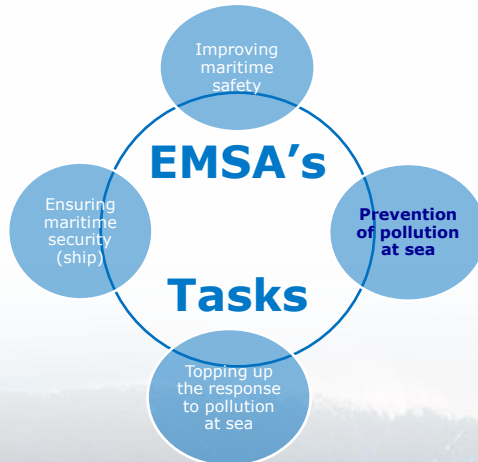 Improving
maritime
safety
EMSA’s
Ensuring
maritime
security
(ship)
Prevention
of pollution
at sea
Tasks
Topping up
the response
to pollution
at sea